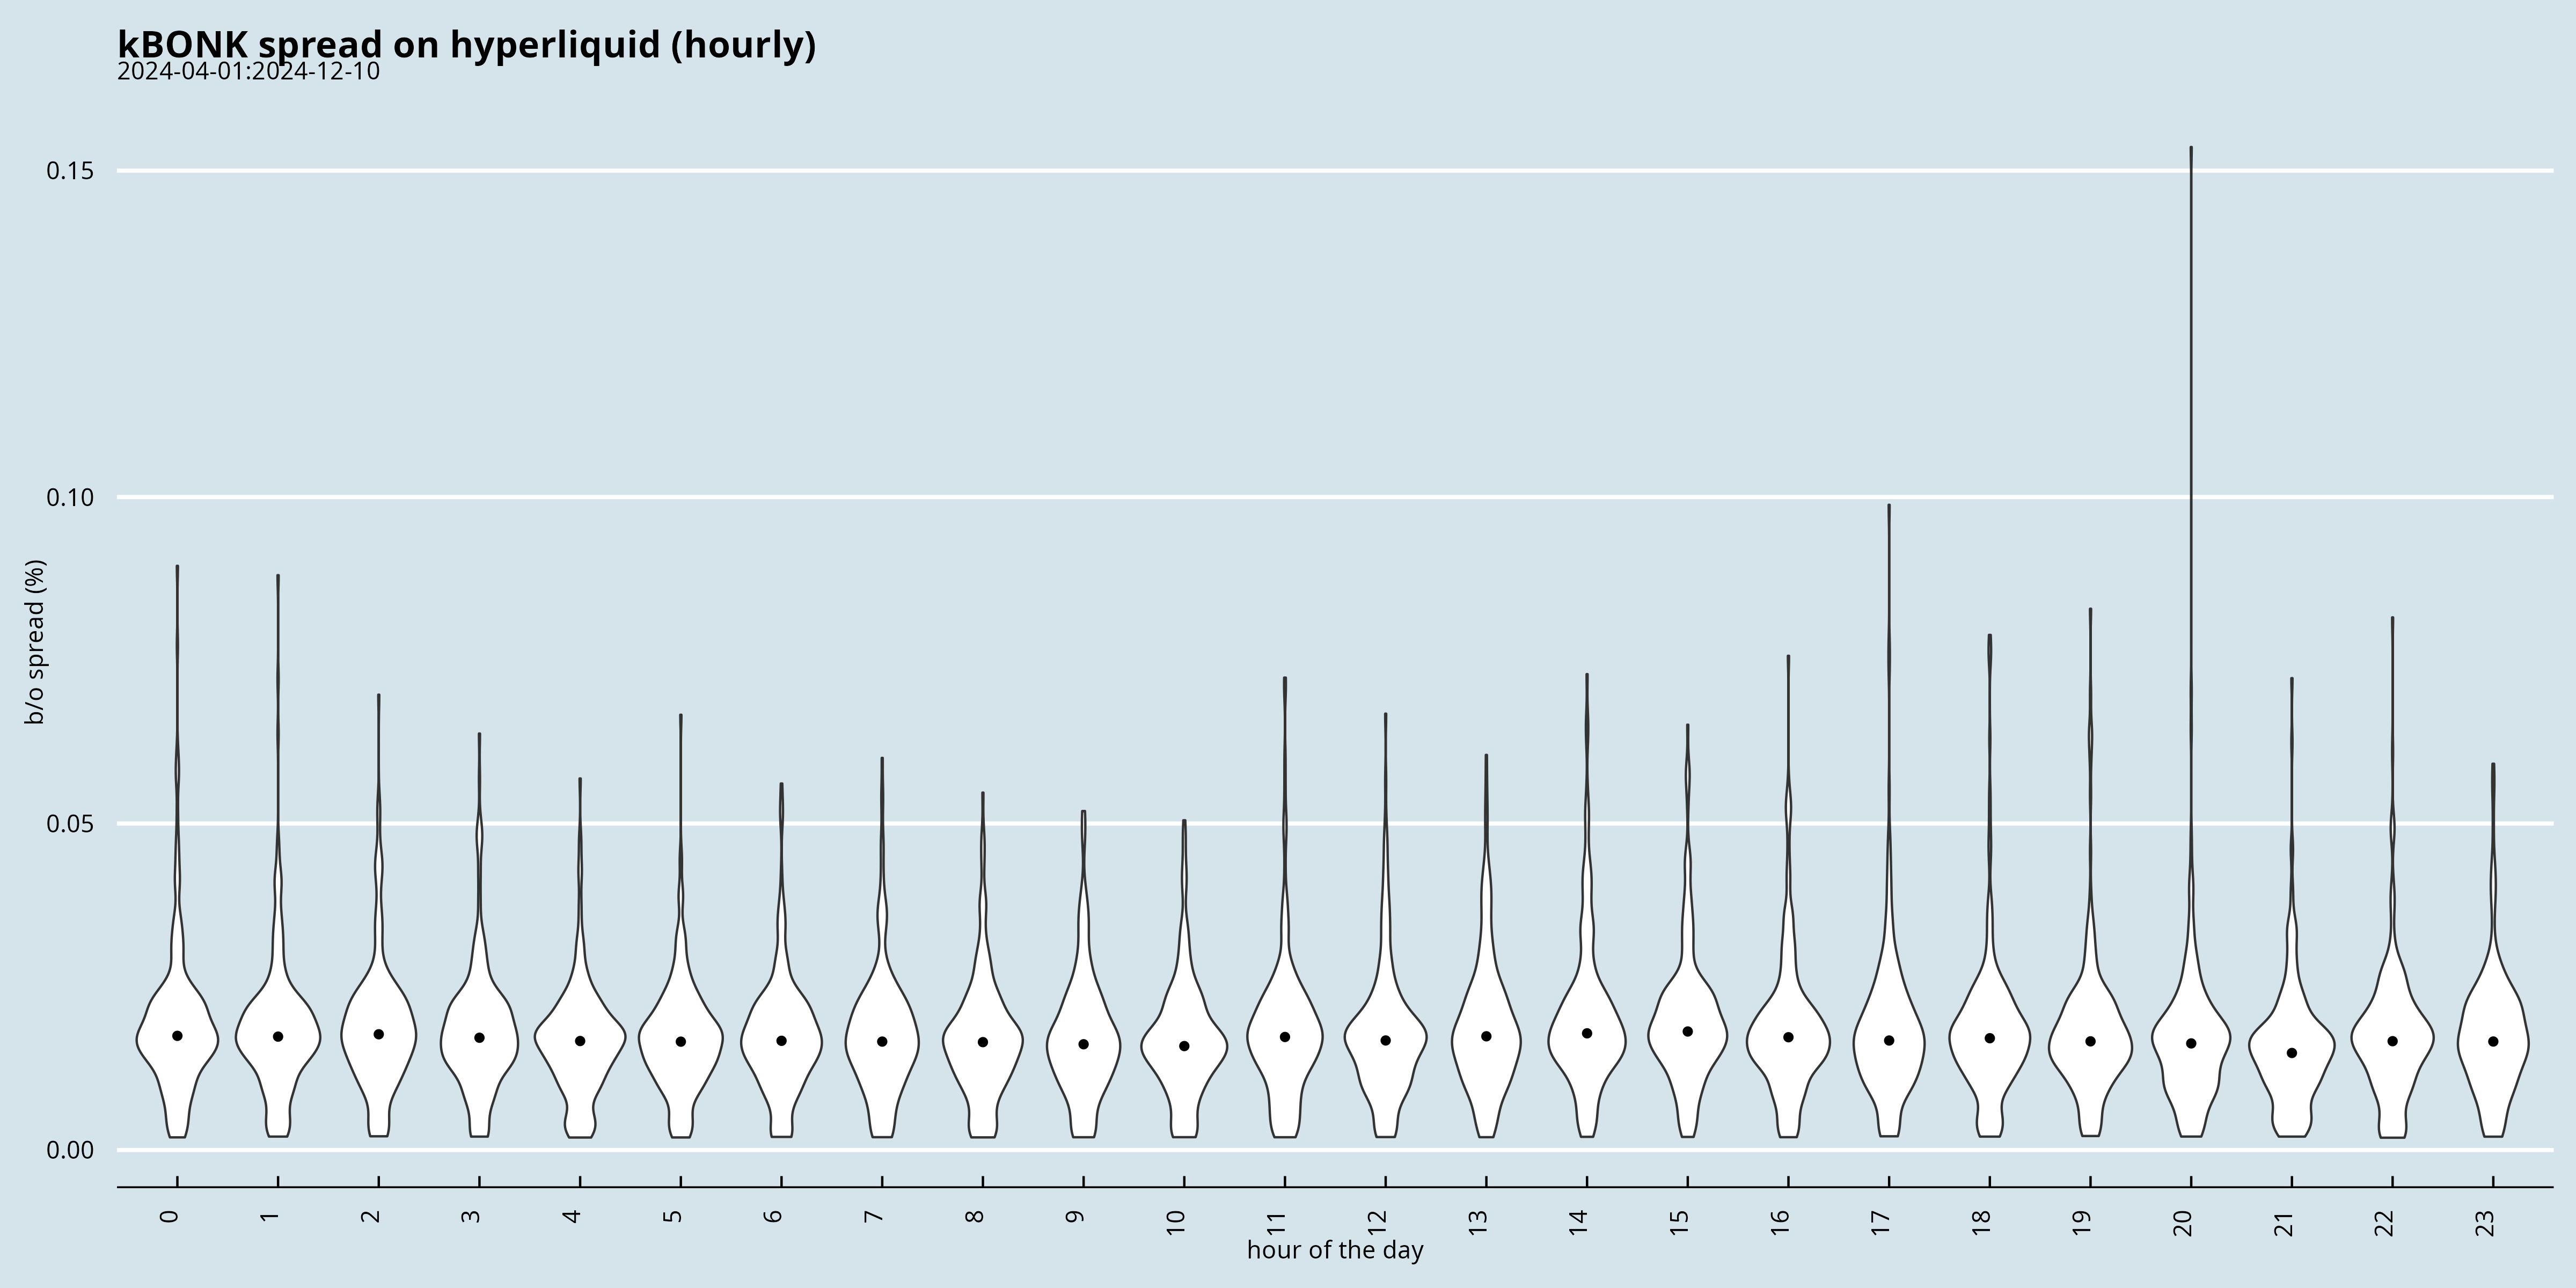 kBONK spread on hyperliquid (hourly)
2024-04-01:2024-12-10
0.15
0.10
0.05
0.00
b/o spread (%)
0 1 2 3 4 5 6 7 8 9 10 11 12 13 14 15 16 17 18 19 20 21 22 23
hour of the day